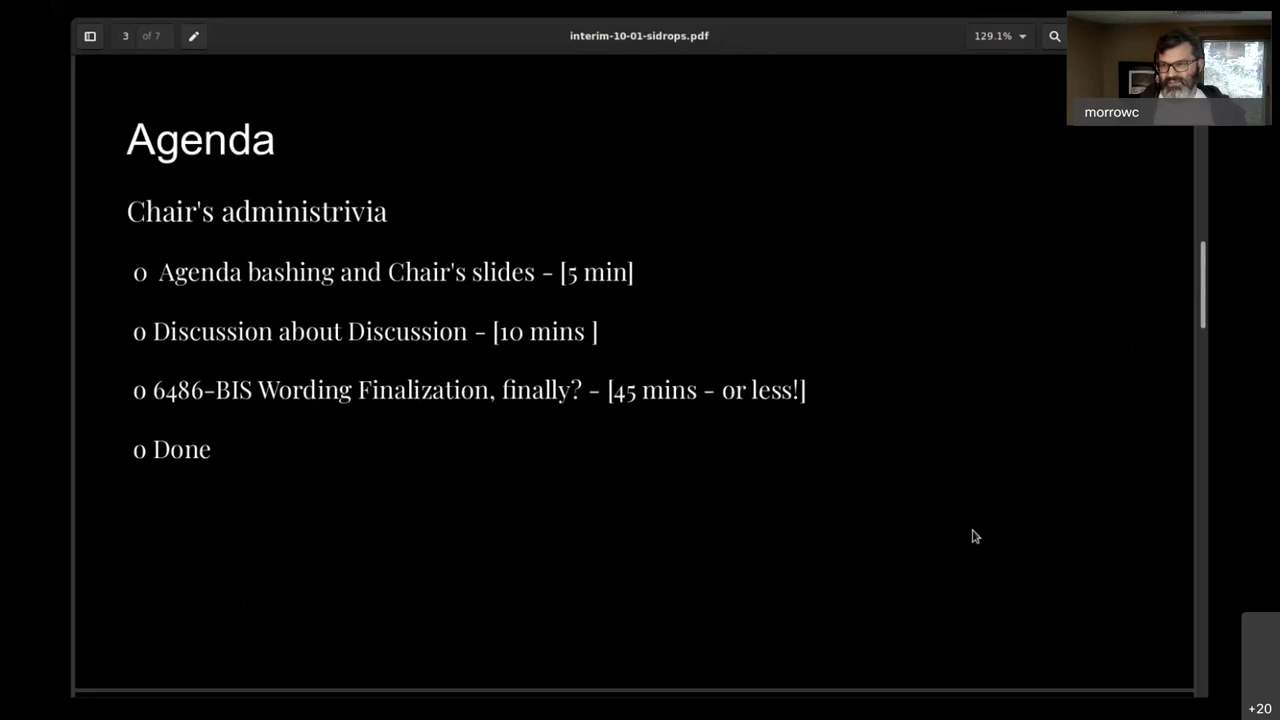 3 of 7
interim-10-01-sidrops.pdf
129.1%
morrowc
Agenda
Chair's administrivia
o Agenda bashing and Chair's slides - [5 min]
o Discussion about Discussion - [10 mins ]
o 6486-BIS Wording Finalization, finally? - [45 mins - or less!]
o Done
+20